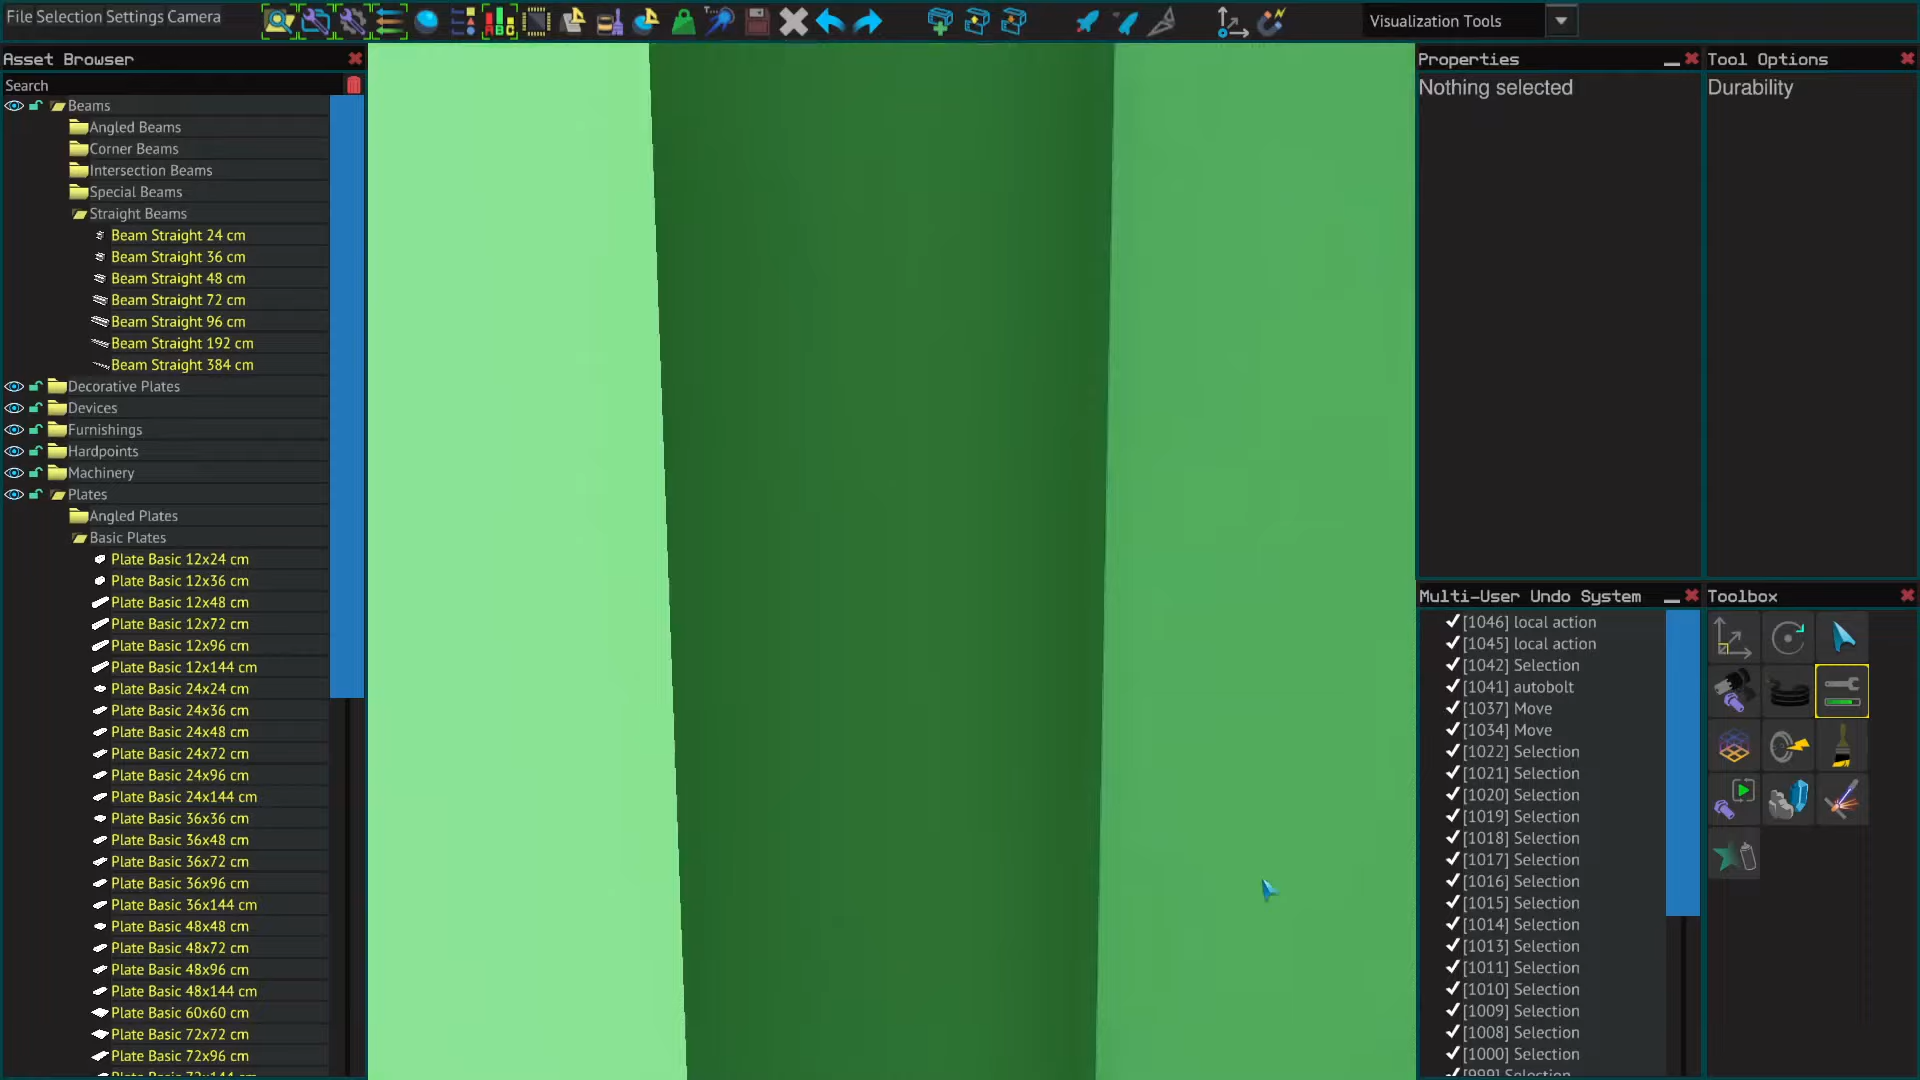 File Selection Settings Camera
ABC
Visualization Tools
Asset Browser
Search
Beams
Angled Beams
Corner Beams
Intersection Beams
Special Beams
Straight Beams
Beam Straight 24 cm
Beam Straight 36 cm
Beam Straight 48 cm
Beam Straight 72 cm
Beam Straight 96 cm
Beam Straight 192 cm
Beam Straight 384 cm
Decorative Plates
Devices
Furnishings
Hardpoints
Machinery
Plates
Angled Plates
Basic Plates
Plate Basic 12x24 cm
Plate Basic 12x36 cm
Plate Basic 12x48 cm
Plate Basic 12x72 cm
Plate Basic 12x96 cm
Plate Basic 12x144 cm
Plate Basic 24x24 cm
Plate Basic 24x36 cm
Plate Basic 24x48 cm
Plate Basic 24x72 cm
Plate Basic 24x96 cm
Plate Basic 24x144 cm
Plate Basic 36x36 cm
Plate Basic 36x48 cm
Plate Basic 36x72 cm
Plate Basic 36x96 cm
Plate Basic 36x144 cm
Plate Basic 48x48 cm
Plate Basic 48x72 cm
Plate Basic 48x96 cm
Plate Basic 48x144 cm
Plate Basic 60x60 cm
Plate Basic 72x72 cm
Plate Basic 72x96 cm
Plate Basic 72x144 cm
Properties
Nothing selected
Tool Options
Durability
Multi-User Undo System
[1046] local action
[1045] local action
[1042] Selection
[1041] autobolt
[1037] Move
[1034] Move
[1022] Selection
[1021] Selection
[1020] Selection
[1019] Selection
[1018] Selection
[1017] Selection
[1016] Selection
[1015] Selection
[1014] Selection
[1013] Selection
[1011] Selection
[1010] Selection
[1009] Selection
[1008] Selection
[1000] Selection
[999] Selection
Toolbox